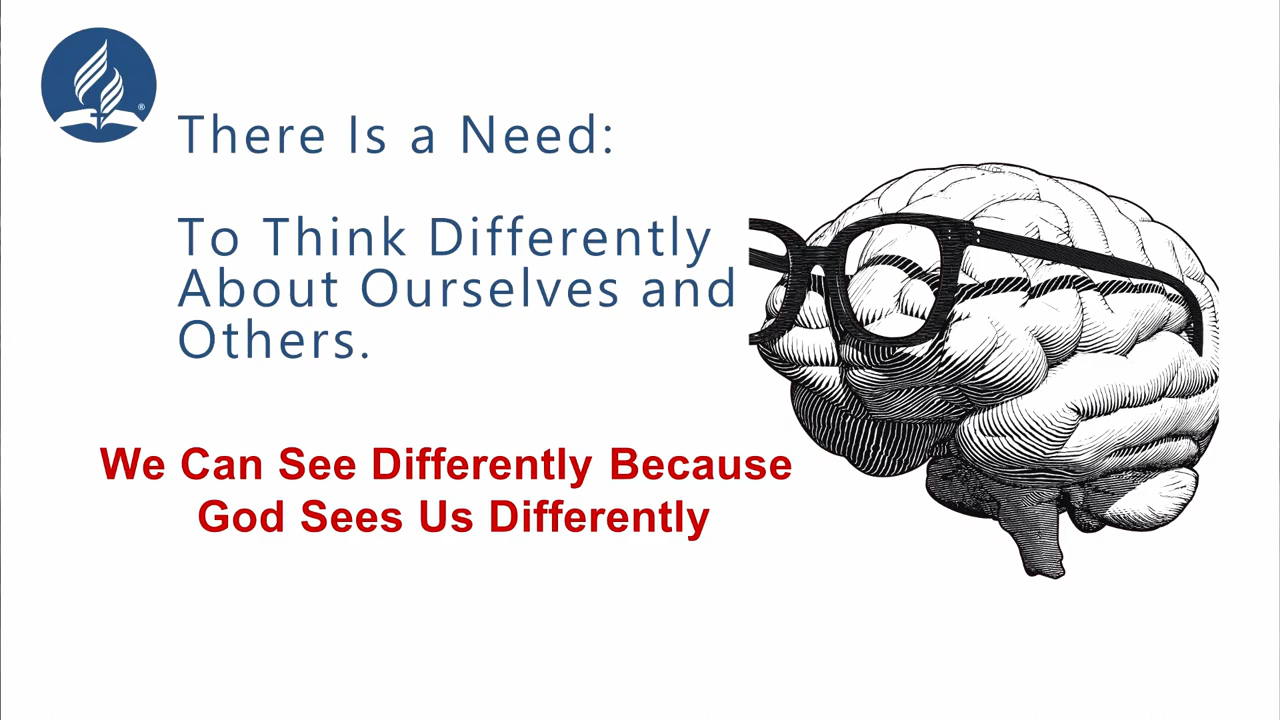 There Is a Need:
To Think Differently
About Ourselves and
Others.
We Can See Differently Because
God Sees Us Differently
®